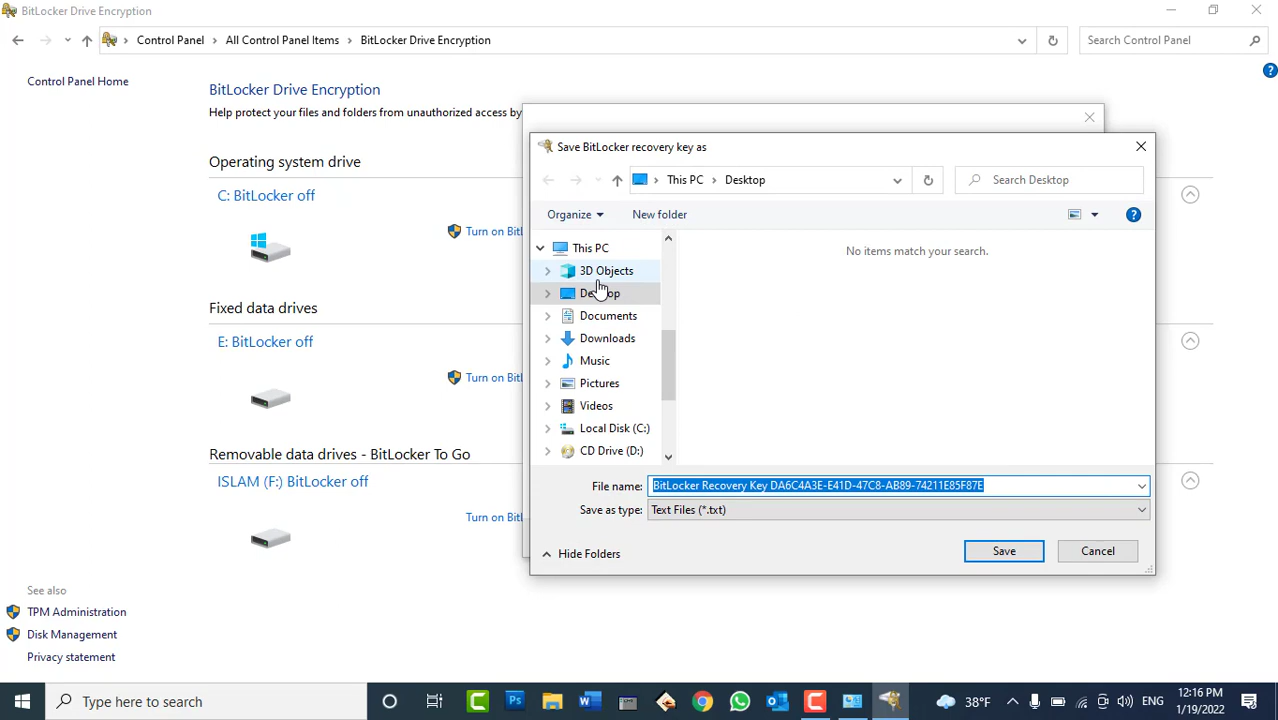 BitLocker Drive Encryption
Control Panel
All Control Panel Items
BitLocker Drive Encryption
Search Control Panel
Control Panel Home
BitLocker Drive Encryption
Help protect your files and folders from unauthorized access by
Operating system drive
C: BitLocker off
Turn on Bit
Fixed data drives
E: BitLocker off
Turn on Bit
Removable data drives - BitLocker To Go
ISLAM (F:) BitLocker off
Turn on Bit
See also
TPM Administration
Disk Management
Privacy statement
Save BitLocker recovery key as
This PC
Desktop
Search Desktop
Organize
New folder
This PC
3D Objects
Desktop
Documents
Downloads
Music
Pictures
Videos
Local Disk (C:)
CD Drive (D:)
No items match your search.
File name:
BitLocker Recovery Key DA6C4A3E-E41D-47C8-AB89-74211E85F87E
Save as type:
Text Files (*.txt)
Hide Folders
Save
Cancel
Type here to search
38°F
ENG
12:16 PM
1/19/2022